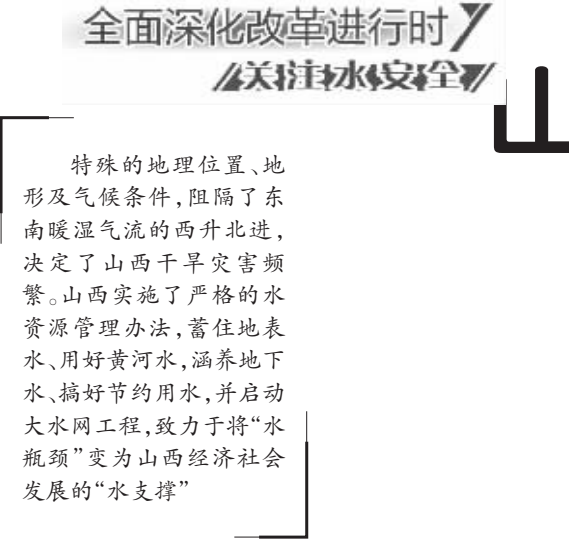 全面深化改革进行时
关注水安全
山
特殊的地理位置、地
形及气候条件,阻隔了东
南暖湿气流的西升北进,
决定了山西干旱灾害频
繁。山西实施了严格的水
资源管理办法,蓄住地表
水、用好黄河水,涵养地下
水、搞好节约用水,并启动
大水网工程,致力于将“水
瓶颈”变为山西经济社会
发展的“水支撑”